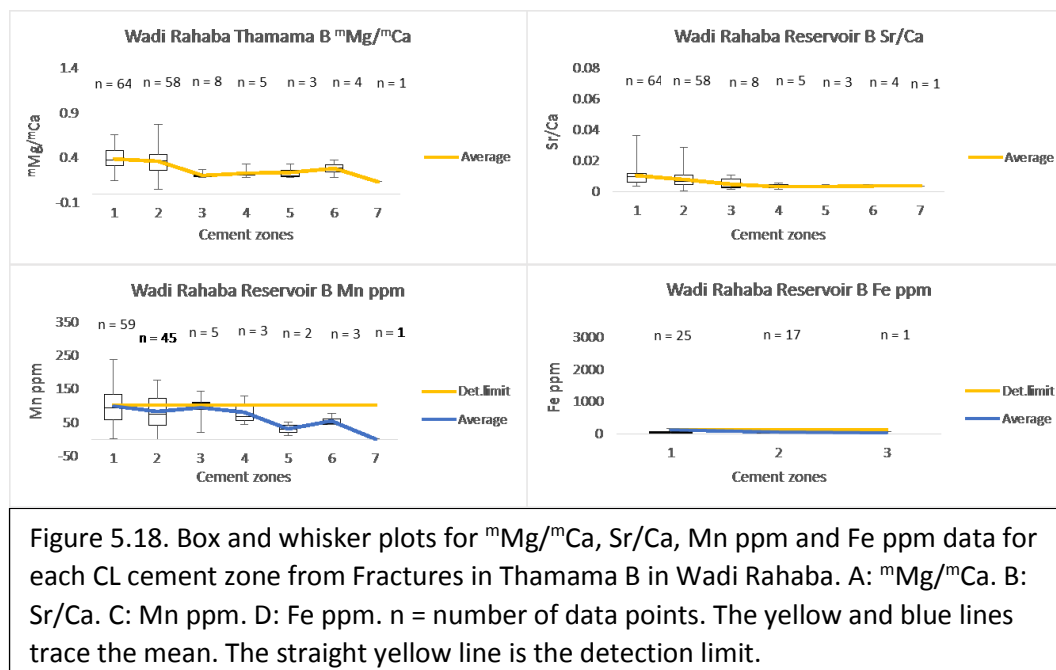 Wadi Rahaba Thamama B ᵐMg/ᵐCa
1.4
0.9
0.4
-0.1
ᵐMg/ᵐCa
n = 64 n = 58 n = 8 n = 5 n = 3 n = 4 n = 1
Average
1 2 3 4 5 6 7
Cement zones
Wadi Rahaba Reservoir B Sr/Ca
0.08
0.06
0.04
0.02
0
Sr/Ca
n = 64 n = 58 n = 8 n = 5 n = 3 n = 4 n = 1
Average
1 2 3 4 5 6 7
Cement zones
Wadi Rahaba Reservoir B Mn ppm
350
250
150
50
-50
Mn ppm
n = 59 n = 45 n = 5 n = 3 n = 2 n = 3 n = 1
Det.limit
Average
1 2 3 4 5 6 7
Cement zones
Wadi Rahaba Reservoir B Fe ppm
3000
2000
1000
0
Fe ppm
n = 25 n = 17 n = 1
Det.limit
Average
1 2 3
Cement zones
Figure 5.18. Box and whisker plots for ᵐMg/ᵐCa, Sr/Ca, Mn ppm and Fe ppm data for
each CL cement zone from Fractures in Thamama B in Wadi Rahaba. A: ᵐMg/ᵐCa. B:
Sr/Ca. C: Mn ppm. D: Fe ppm. n = number of data points. The yellow and blue lines
trace the mean. The straight yellow line is the detection limit.